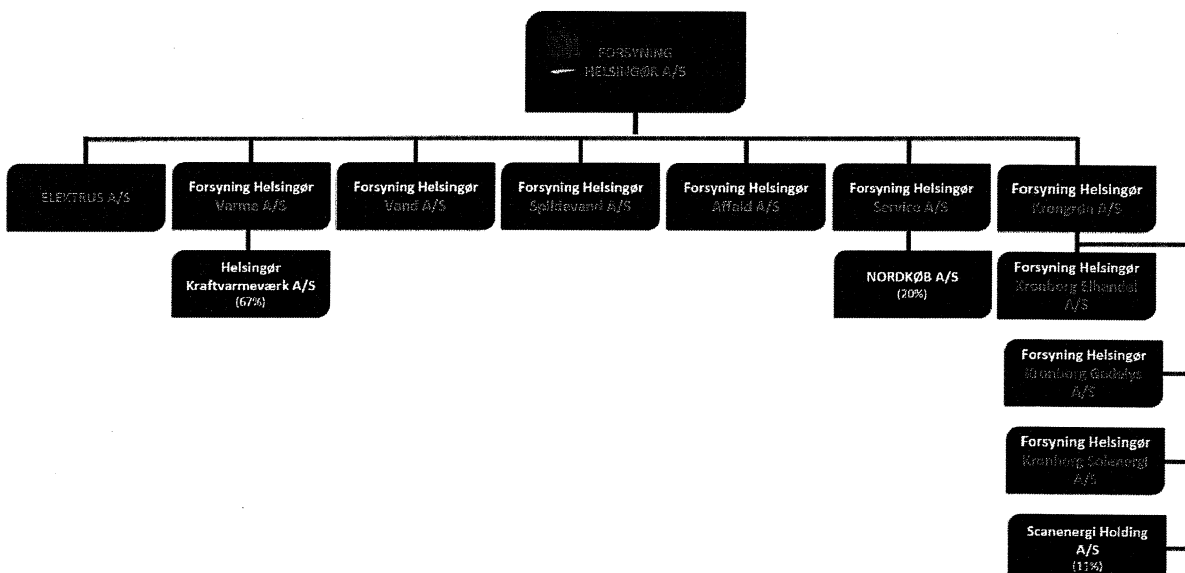 FORSYNING
HELSINGØR A/S
ELEKTRUS A/S
Forsyning Helsingør
Varme A/S
Forsyning Helsingør
Vand A/S
Forsyning Helsingør
Spildevand A/S
Forsyning Helsingør
Affald A/S
Forsyning Helsingør
Service A/S
Forsyning Helsingør
Krongrøn A/S
Helsingør
Kraftvarmeværk A/S
(67%)
NORDKØB A/S
(20%)
Forsyning Helsingør
Kronborg Elhandel
A/S
Forsyning Helsingør
Kronborg Gadelys
A/S
Forsyning Helsingør
Kronborg Solenergi
A/S
Scanenergi Holding
A/S
(11%)